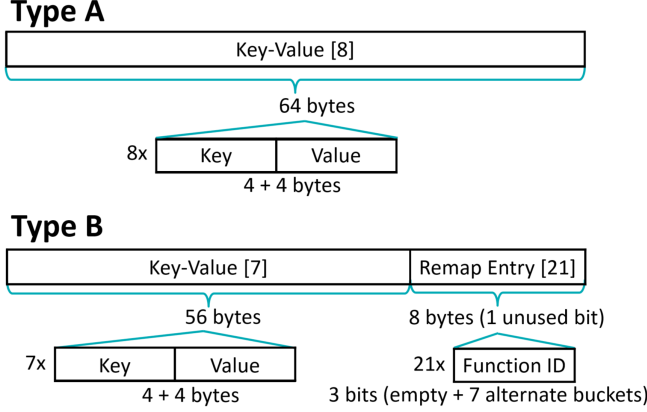 Type A
Key-Value [8]
64 bytes
8x Key Value
4 + 4 bytes
Type B
Key-Value [7] Remap Entry [21]
56 bytes 8 bytes (1 unused bit)
7x Key Value 21x Function ID
4 + 4 bytes 3 bits (empty + 7 alternate buckets)